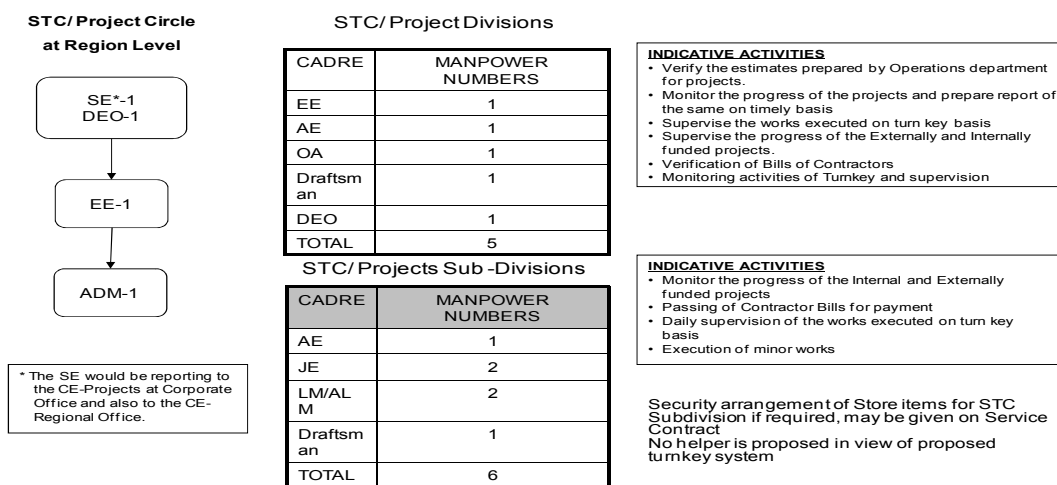 STC/ Project Circle
at Region Level
SE*-1
DEO-1
EE-1
ADM-1
* The SE would be reporting to
the CE-Projects at Corporate
Office and also to the CE-
Regional Office.
STC/ Project Divisions
CADRE MANPOWER
NUMBERS
EE 1
AE 1
OA 1
Draftsm
an 1
DEO 1
TOTAL 5
STC/ Projects Sub -Divisions
CADRE MANPOWER
NUMBERS
AE 1
JE 2
LM/AL
M 2
Draftsm
an 1
TOTAL 6
INDICATIVE ACTIVITIES
• Verify the estimates prepared by Operations department
for projects.
• Monitor the progress of the projects and prepare report of
the same on timely basis
• Supervise the works executed on turn key basis
• Supervise the progress of the Externally and Internally
funded projects.
• Verification of Bills of Contractors
• Monitoring activities of Turnkey and supervision
INDICATIVE ACTIVITIES
• Monitor the progress of the Internal and Externally
funded projects
• Passing of Contractor Bills for payment
• Daily supervision of the works executed on turn key
basis
• Execution of minor works
Security arrangement of Store items for STC
Subdivision if required, may be given on Service
Contract
No helper is proposed in view of proposed
turnkey system